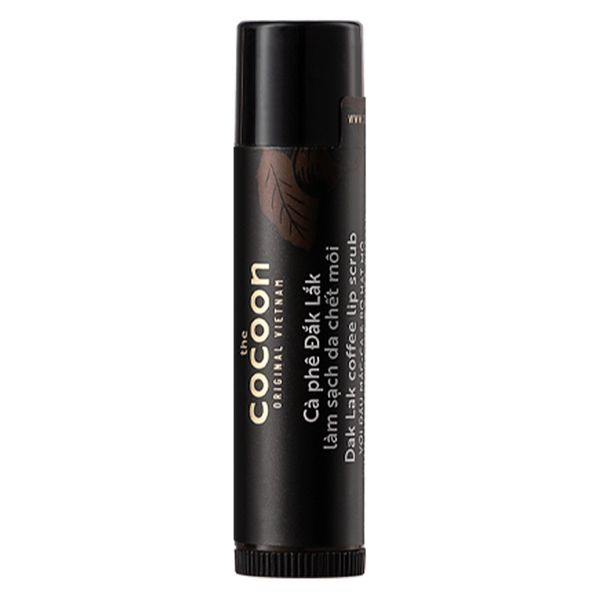 the
cocoon
ORIGINAL VIETNAM
Cà phê Đắk Lắk
làm sạch da chết môi
Dak Lak coffee lip scrub